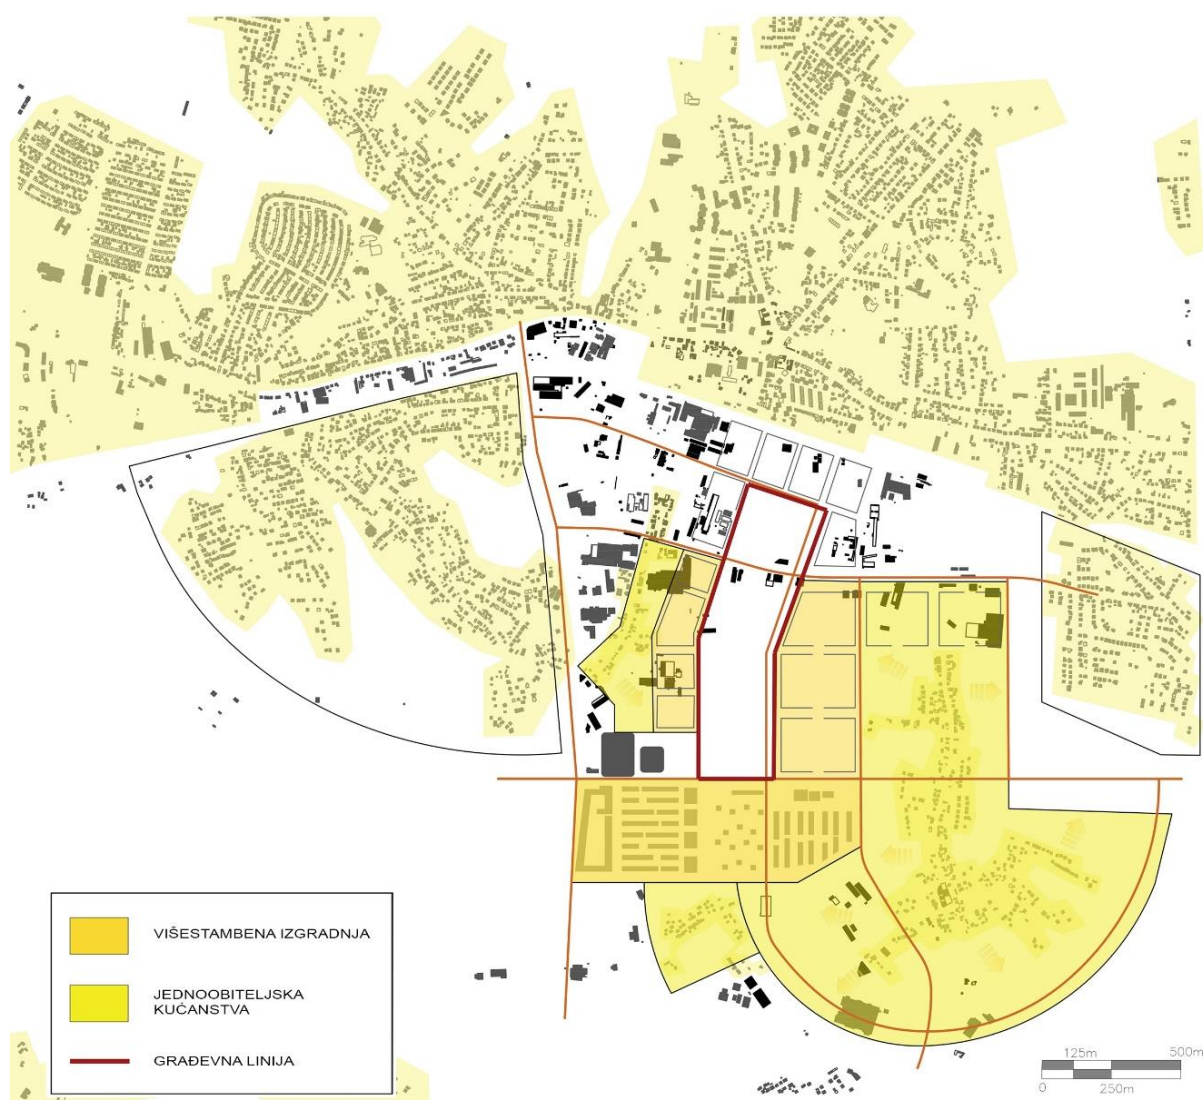 VIŠESTAMBENA IZGRADNJA
JEDNOOBITELJSKA
KUĆANSTVA
GRAĐEVNA LINIJA
125m 500m
0 250m